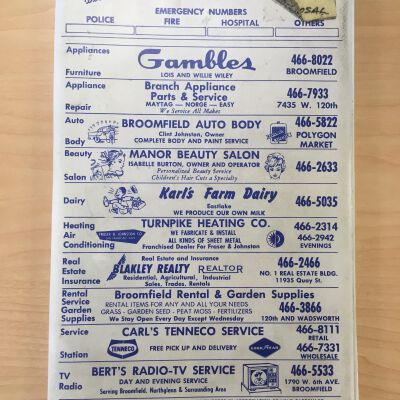 EMERGENCY NUMBERS
POLICE FIRE HOSPITAL OTHERS
OSAL
Appliances
Furniture
Gambles
LOIS AND WILLIE WILEY
466-8022
BROOMFIELD
Appliance
Repair
Branch Appliance
Parts & Service
MAYTAG — NORGE — EASY
We Service All Makes
466-7933
7435 W. 120th
Auto
Body
BROOMFIELD AUTO BODY
Clint Johnston, Owner
COMPLETE BODY AND PAINT SERVICE
466-5822
POLYGON
MARKET
Beauty
Salon
MANOR BEAUTY SALON
ISABELLE BURTON, OWNER AND OPERATOR
Personalized Beauty Service
Children's Hair Cuts a Specialty
466-2633
Dairy
Karl's Farm Dairy
Eastlake
WE PRODUCE OUR OWN MILK
466-5035
Heating
Air
Conditioning
FRASER & JOHNSTON CO.
TURNPIKE HEATING CO.
WE FABRICATE & INSTALL
ALL KINDS OF SHEET METAL
Franchised Dealer For Fraser & Johnston
466-2314
466-2942
EVENINGS
Real
Estate
Insurance
Real Estate and Insurance
BLAKLEY REALTY REALTOR
Residential, Agricultural, Industrial
Sales, Trades, Rentals
466-2466
NO. 1 REAL ESTATE BLDG.
11935 Quay St.
Rental
Service
Garden
Supplies
Broomfield Rental & Garden Supplies
RENTAL ITEMS FOR ANY AND ALL YOUR NEEDS
GRASS - GARDEN SEED - PEAT MOSS - FERTILIZERS
We Stay Open Every Day Except Wednesday
466-3866
120th AND WADSWORTH
Service
Station
CARL'S TENNECO SERVICE
TENNECO
FREE PICK UP AND DELIVERY
GOODYEAR
466-8111
RETAIL
466-7331
WHOLESALE
TV
Radio
BERT'S RADIO-TV SERVICE
DAY AND EVENING SERVICE
Serving Broomfield, Northglenn & Surrounding Area
466-5533
1790 W. 6th AVE.
BROOMFIELD